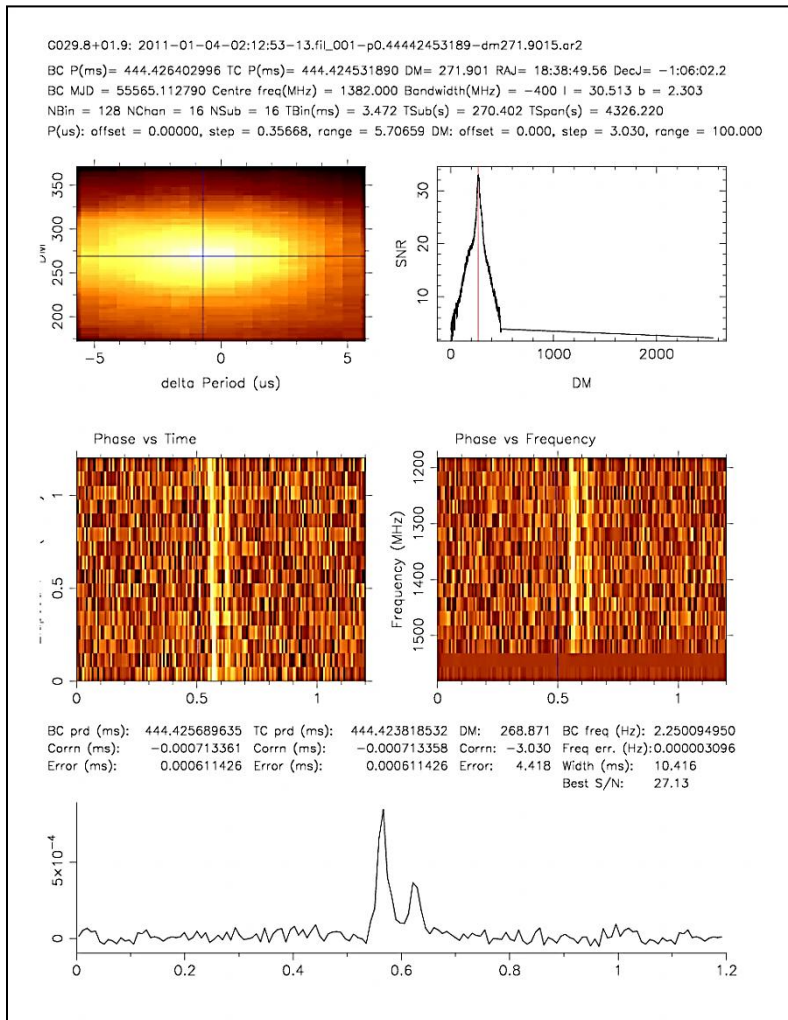 G029.8+01.9: 2011-01-04-02:12:53-13.fil_001-p0.44442453189-dm271.9015.ar2
BC P(ms)= 444.426402996 TC P(ms)= 444.424531890 DM= 271.901 RAJ= 18:38:49.56 DecJ= -1:06:02.2
BC MJD = 55565.112790 Centre freq(MHz) = 1382.000 Bandwidth(MHz) = -400 l = 30.513 b = 2.303
NBin = 128 NChan = 16 NSub = 16 TBin(ms) = 3.472 TSub(s) = 270.402 TSpan(s) = 4326.220
P(us): offset = 0.00000, step = 0.35668, range = 5.70659 DM: offset = 0.000, step = 3.030, range = 100.000
350
300
250
200
-5 0 5
delta Period (us)
SNR
30
20
10
0 1000 2000
DM
Phase vs Time
1
0.5
0
0 0.5 1
Phase vs Frequency
Frequency (MHz)
1200
1300
1400
1500
0 0.5 1
BC prd (ms): 444.425689635 TC prd (ms): 444.423818532 DM: 268.871 BC freq (Hz): 2.250094950
Corrn (ms): -0.000713361 Corrn (ms): -0.000713358 Corrn: -3.030 Freq err. (Hz):0.000003096
Error (ms): 0.000611426 Error (ms): 0.000611426 Error: 4.418 Width (ms): 10.416
Best S/N: 27.13
5×10⁻⁴
0
0 0.2 0.4 0.6 0.8 1 1.2